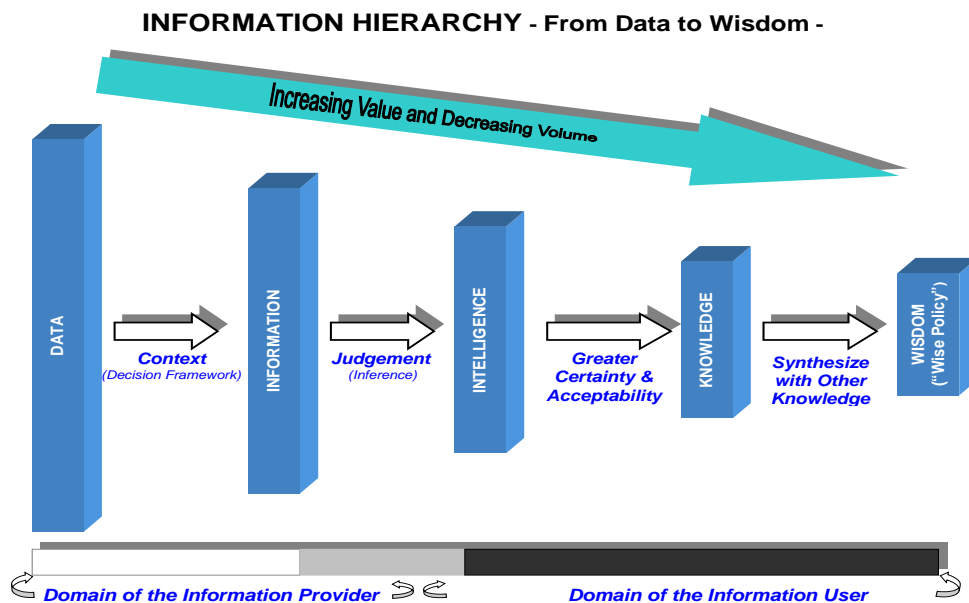 INFORMATION HIERARCHY - From Data to Wisdom -
Increasing Value and Decreasing Volume
DATA
Context
(Decision Framework)
INFORMATION
Judgement
(Inference)
INTELLIGENCE
Greater
Certainty &
Acceptability
KNOWLEDGE
Synthesize
with Other
Knowledge
WISDOM
("Wise Policy")
Domain of the Information Provider
Domain of the Information User